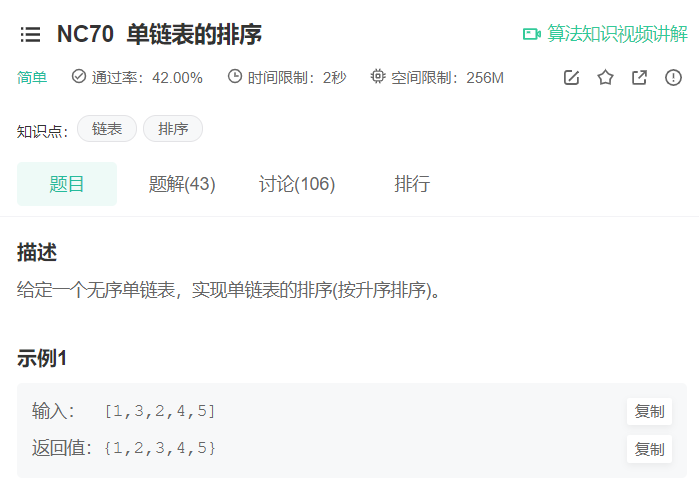 NC70 单链表的排序 算法知识视频讲解
简单 通过率：42.00% 时间限制：2秒 空间限制：256M
知识点： 链表 排序
题目 题解(43) 讨论(106) 排行
描述
给定一个无序单链表，实现单链表的排序(按升序排序)。
示例1
输入： [1,3,2,4,5] 复制
返回值：{1,2,3,4,5} 复制